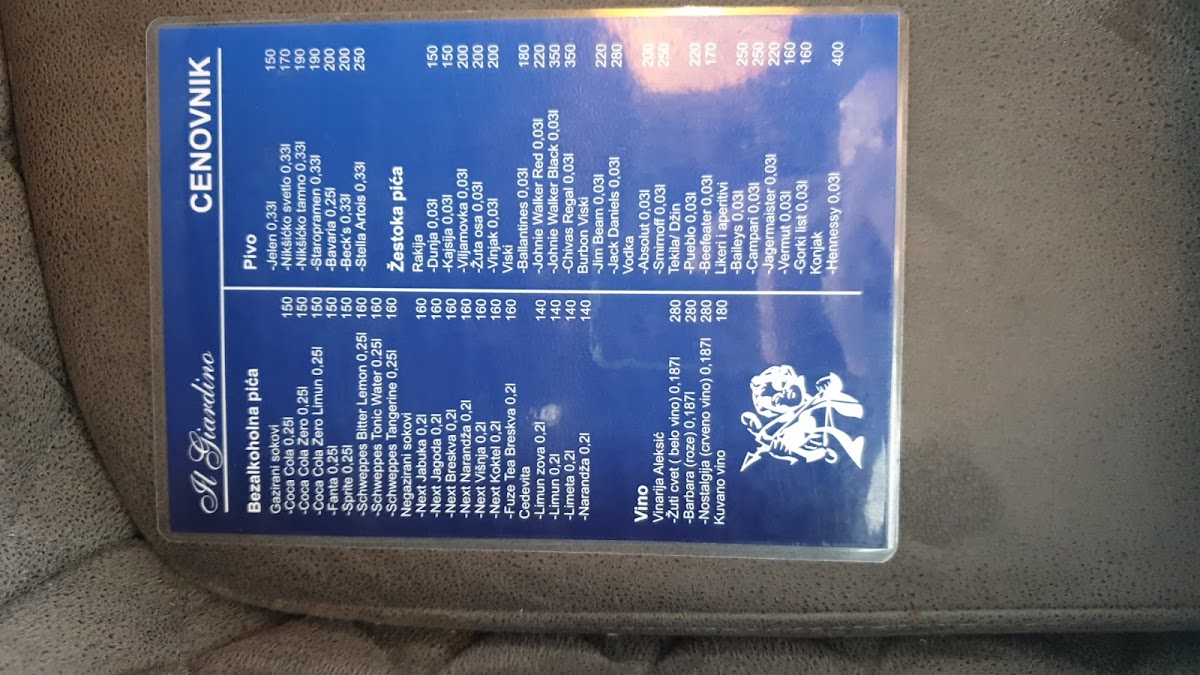 Il Giardino CENOVNIK
Bezalkoholna pića
Gazirani sokovi
-Coca Cola 0,25l 150
-Coca Cola Zero 0,25l 150
-Coca Cola Zero Limun 0,25l 150
-Fanta 0,25l 150
-Sprite 0,25l 150
-Schweppes Bitter Lemon 0,25l 160
-Schweppes Tonic Water 0.25l 160
-Schweppes Tangerine 0,25l 160
Negazirani sokovi
-Next Jabuka 0,2l 160
-Next Jagoda 0,2l 160
-Next Breskva 0,2l 160
-Next Narandža 0,2l 160
-Next Višnja 0,2l 160
-Next Koktel 0,2l 160
-Fuze Tea Breskva 0,2l 160
Cedevita
-Limun zova 0,2l 140
-Limun 0,2l 140
-Limeta 0,2l 140
-Narandža 0,2l 140
Vino
Vinarija Aleksić
-Žuti cvet ( belo vino) 0,187l 280
-Barbara (roze) 0,187l 280
-Nostalgija (crveno vino) 0,187l 280
Kuvano vino 180
Pivo
-Jelen 0,33l 150
-Nikšićko svetlo 0,33l 170
-Nikšićko tamno 0,33l 190
-Staropramen 0,33l 190
-Bavaria 0,25l 200
-Beck's 0,33l 200
-Stella Artois 0,33l 250
Žestoka pića
Rakija
-Dunja 0,03l 150
-Kajsija 0,03l 150
-Viljamovka 0,03l 200
-Žuta osa 0,03l 200
-Vinjak 0,03l 200
Viski
-Ballantines 0,03l 180
-Johnie Walker Red 0,03l 220
-Johnie Walker Black 0,03l 350
-Chivas Regal 0,03l 350
Burbon Viski
-Jim Beam 0,03l 220
-Jack Daniels 0,03l 280
Vodka
-Absolut 0,03l 200
-Smirnoff 0,03l 250
Tekila/ Džin
-Pueblo 0,03l 220
-Beefeater 0,03l 170
Likeri i aperitivi
-Baileys 0,03l 250
-Campari 0,03l 250
-Jagermaister 0,03l 220
-Vermut 0,03l 160
-Gorki list 0,03l 160
Konjak
-Hennessy 0,03l 400